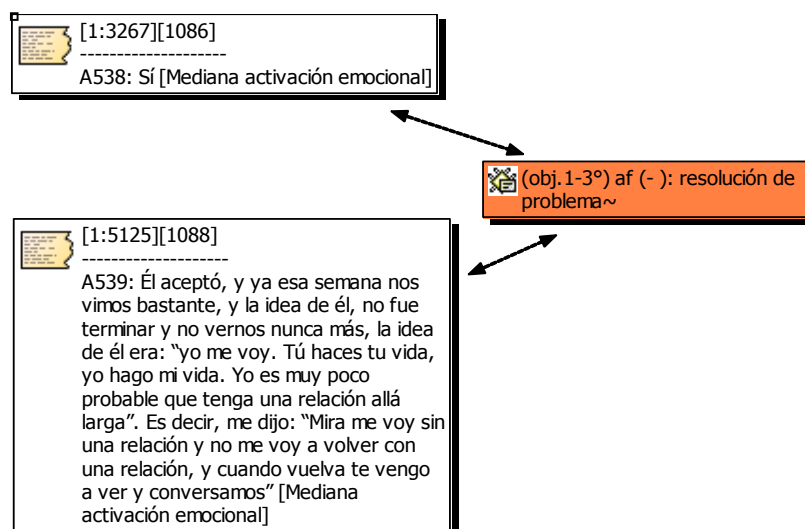 [1:3267][1086]
--------------------
A538: Sí [Mediana activación emocional]
(obj.1-3°) af (- ): resolución de
problema~
[1:5125][1088]
--------------------
A539: Él aceptó, y ya esa semana nos
vimos bastante, y la idea de él, no fue
terminar y no vernos nunca más, la idea
de él era: “yo me voy. Tú haces tu vida,
yo hago mi vida. Yo es muy poco
probable que tenga una relación allá
larga”. Es decir, me dijo: “Mira me voy sin
una relación y no me voy a volver con
una relación, y cuando vuelva te vengo
a ver y conversamos” [Mediana
activación emocional]